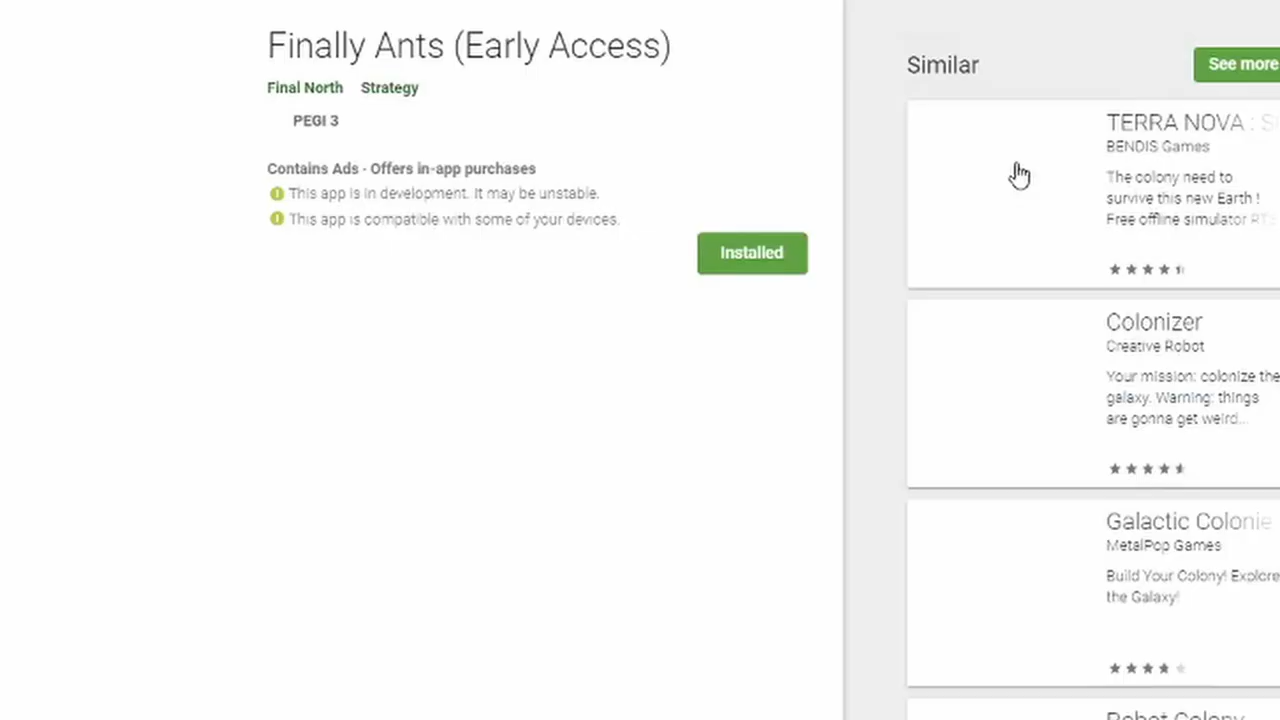 Finally Ants (Early Access)
Final North Strategy
PEGI 3
Contains Ads - Offers in-app purchases
This app is in development. It may be unstable.
This app is compatible with some of your devices.
Installed
Similar
See more
TERRA NOVA :
BENDIS Games
The colony need to
survive this new Earth !
Free offline simulator RTS
Colonizer
Creative Robot
Your mission: colonize the
galaxy. Warning: things
are gonna get weird...
Galactic Colonie
MetalPop Games
Build Your Colony! Explore
the Galaxy!
Robot Colony